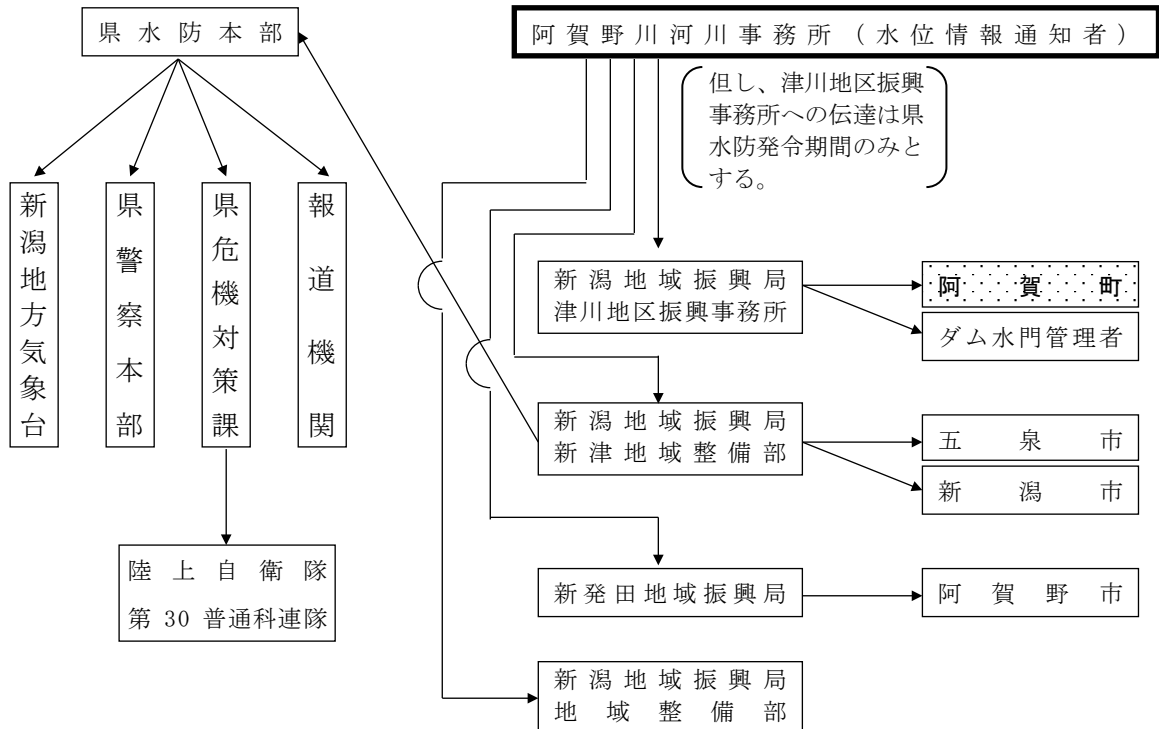 県水防本部
阿賀野川河川事務所(水位情報通知者)
但し、津川地区振興
事務所への伝達は県
水防発令期間のみと
する。
新潟地方気象台
県警察本部
県危機対策課
報道機関
新潟地域振興局
津川地区振興事務所
阿賀町
ダム水門管理者
新潟地域振興局
新津地域整備部
五泉市
新潟市
陸上自衛隊
第30普通科連隊
新発田地域振興局
阿賀野市
新潟地域振興局
地域整備部